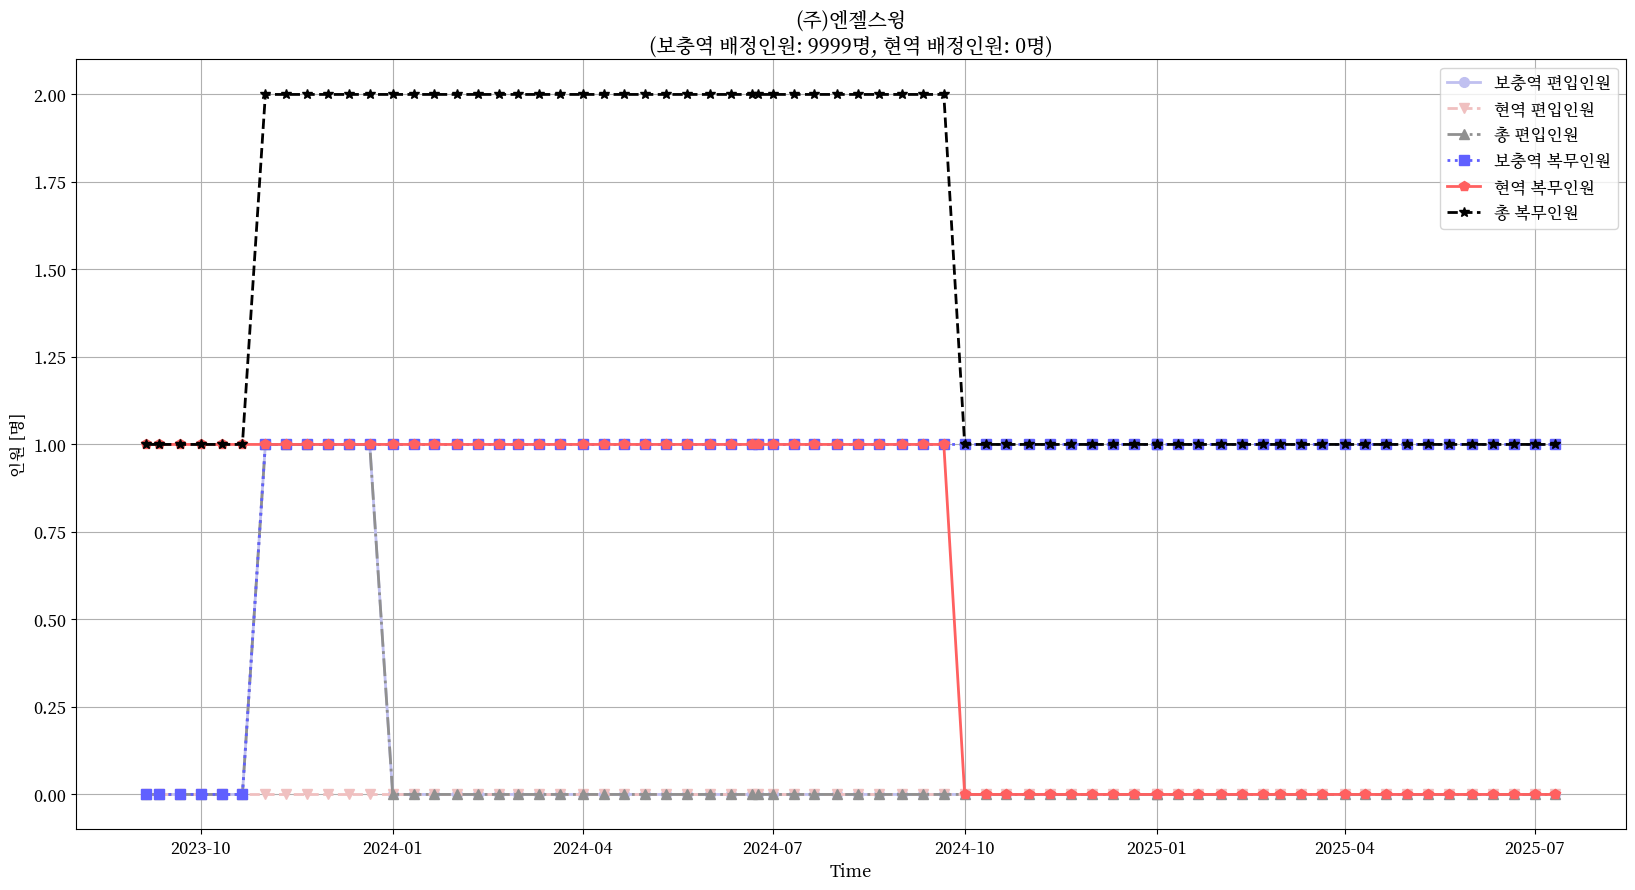 (주)엔젤스윙
(보충역 배정인원: 9999명, 현역 배정인원: 0명)
보충역 편입인원
현역 편입인원
총 편입인원
보충역 복무인원
현역 복무인원
총 복무인원
인원 [명]
2.00
1.75
1.50
1.25
1.00
0.75
0.50
0.25
0.00
2023-10
2024-01
2024-04
2024-07
2024-10
2025-01
2025-04
2025-07
Time